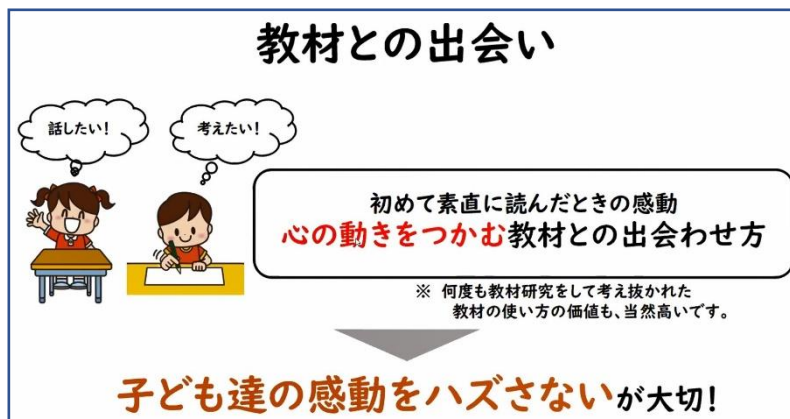 教材との出会い
話したい!
考えたい!
初めて素直に読んだときの感動
心の動きをつかむ教材との出会わせ方
※ 何度も教材研究をして考え抜かれた
教材の使い方の価値も、当然高いです。
子ども達の感動をハズさないが大切!